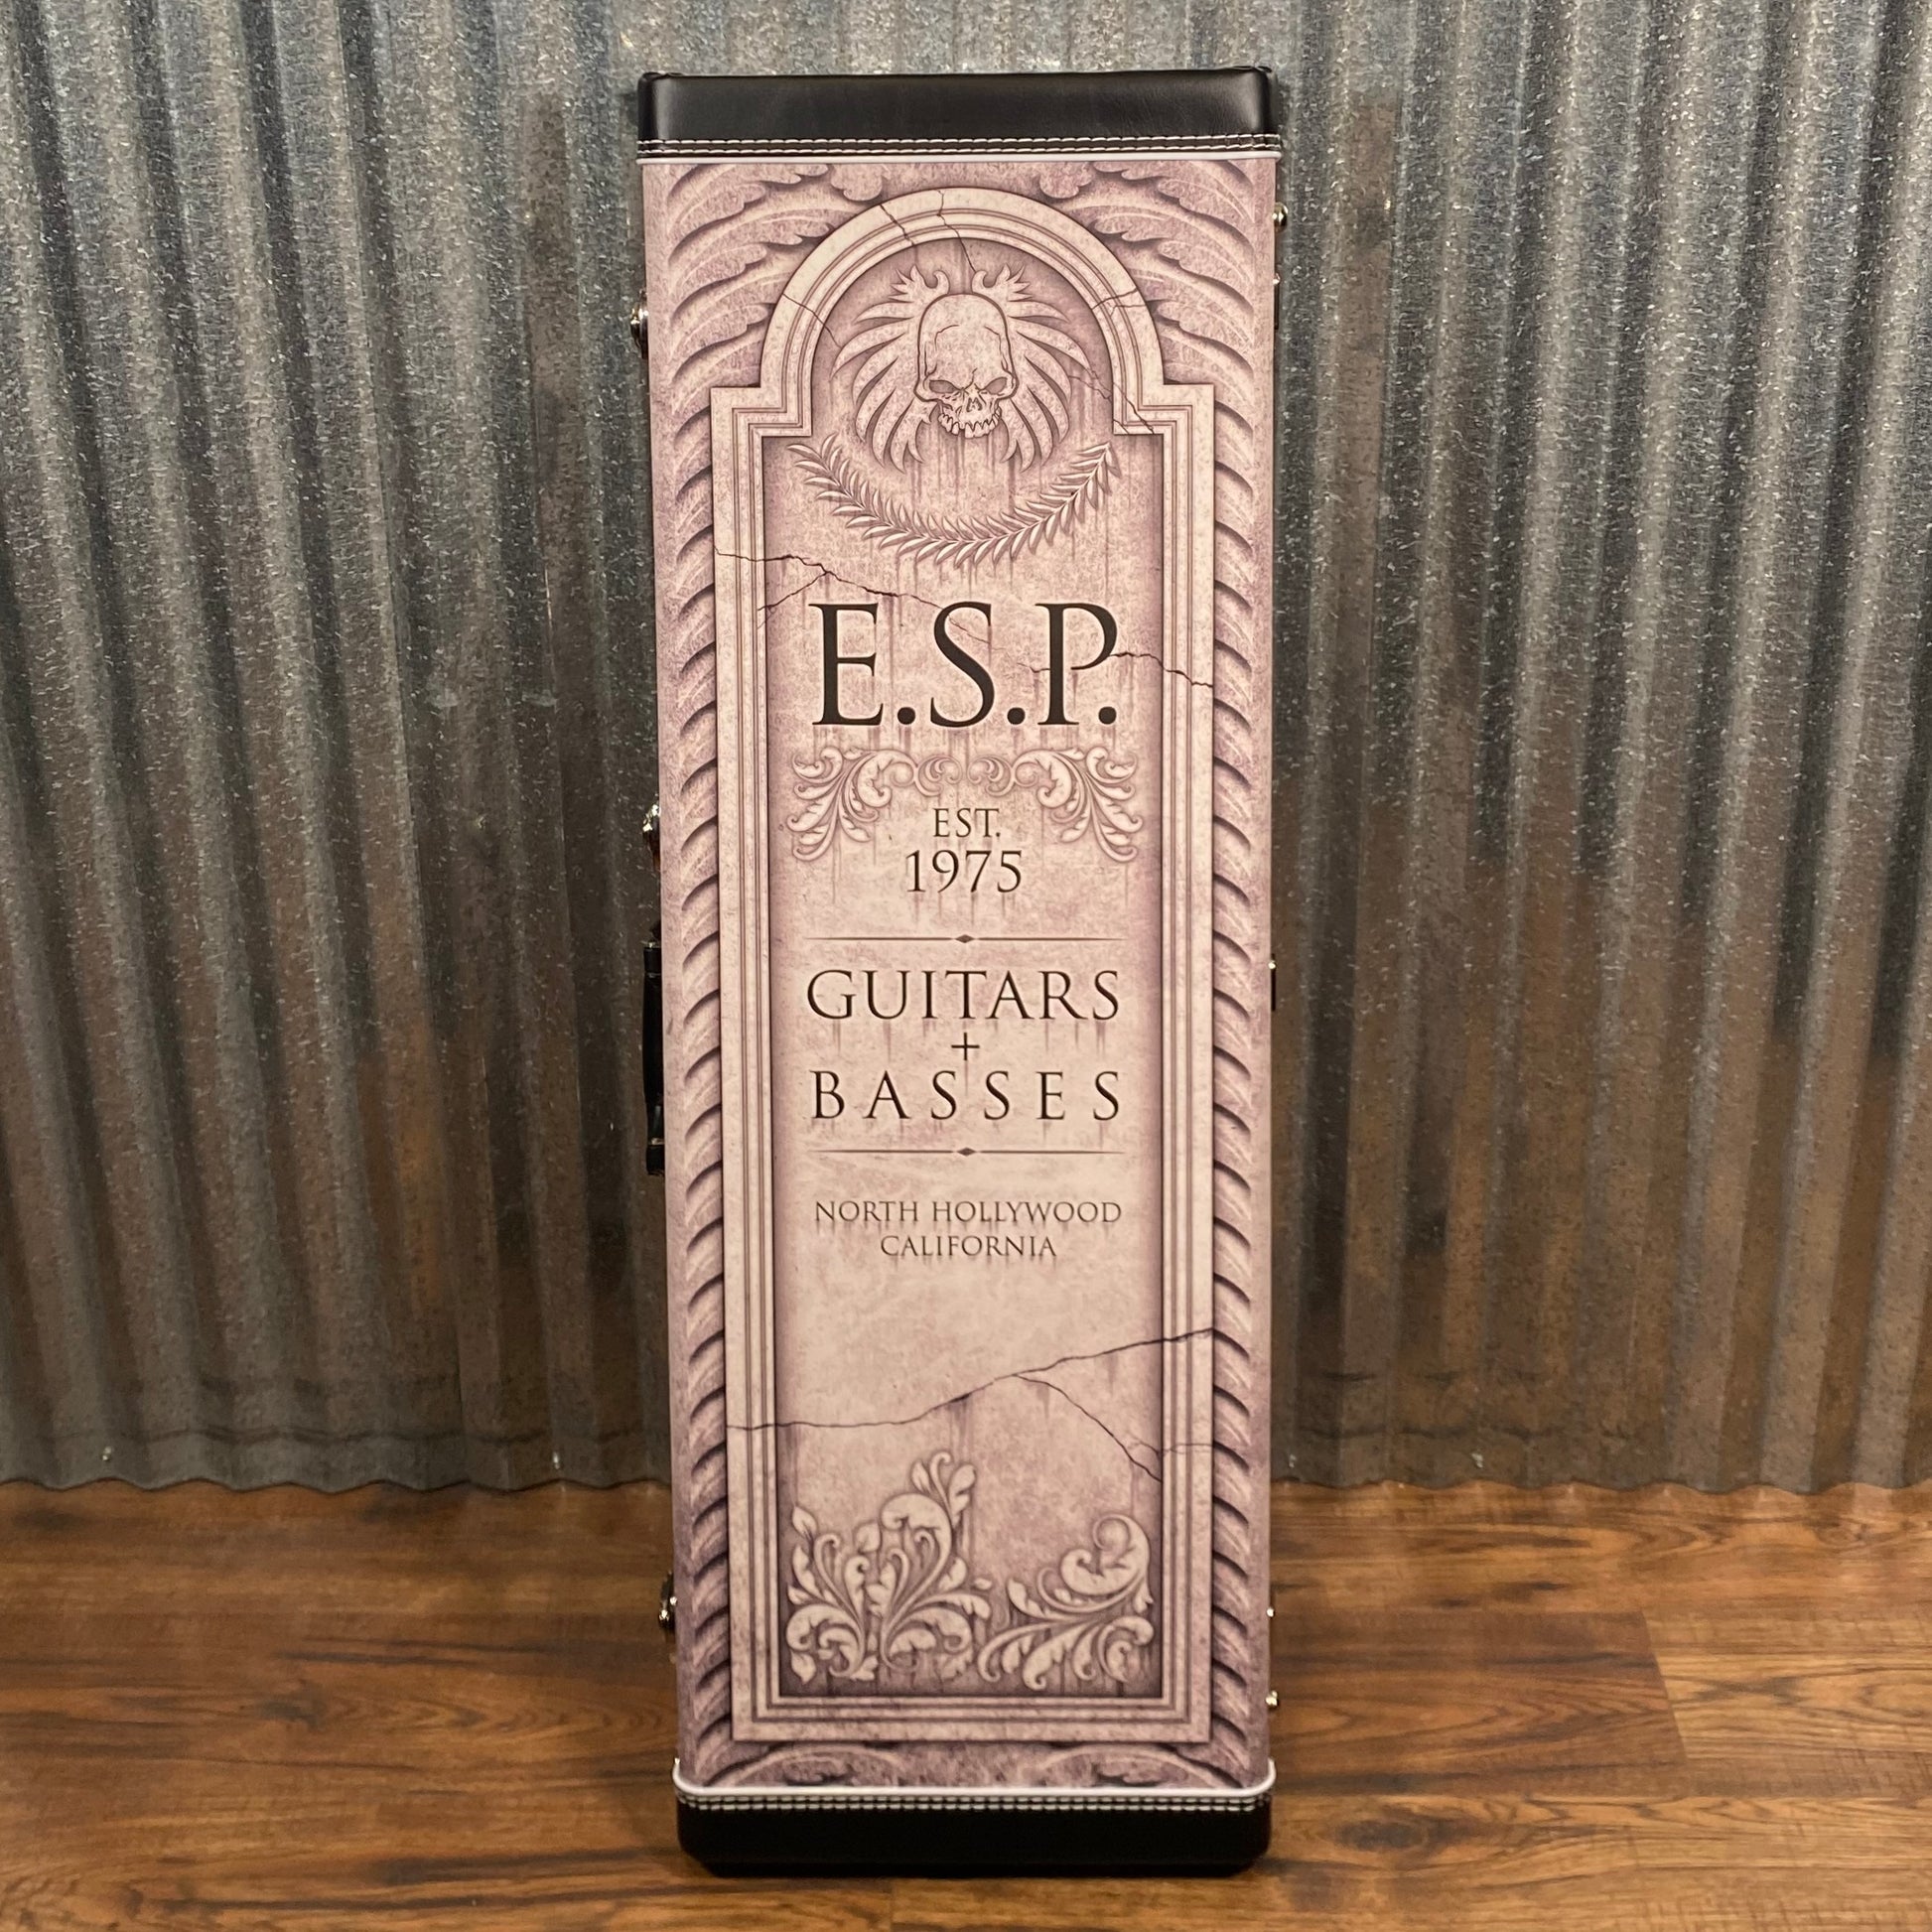 E.S.P.
EST.
1975
GUITARS
+
BASSES
NORTH HOLLYWOOD
CALIFORNIA